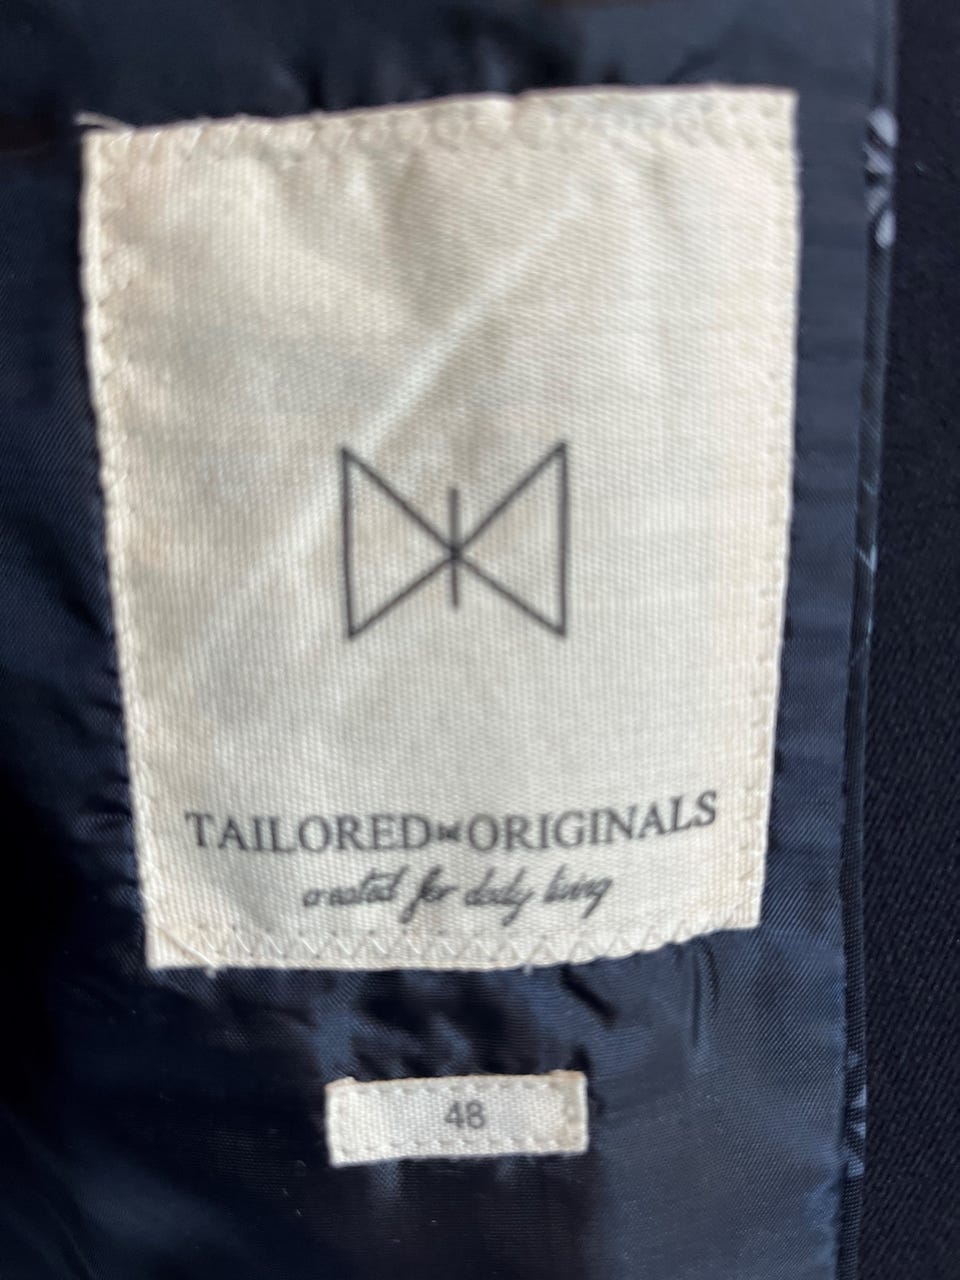 TAILORED ORIGINALS
created for daily living
48